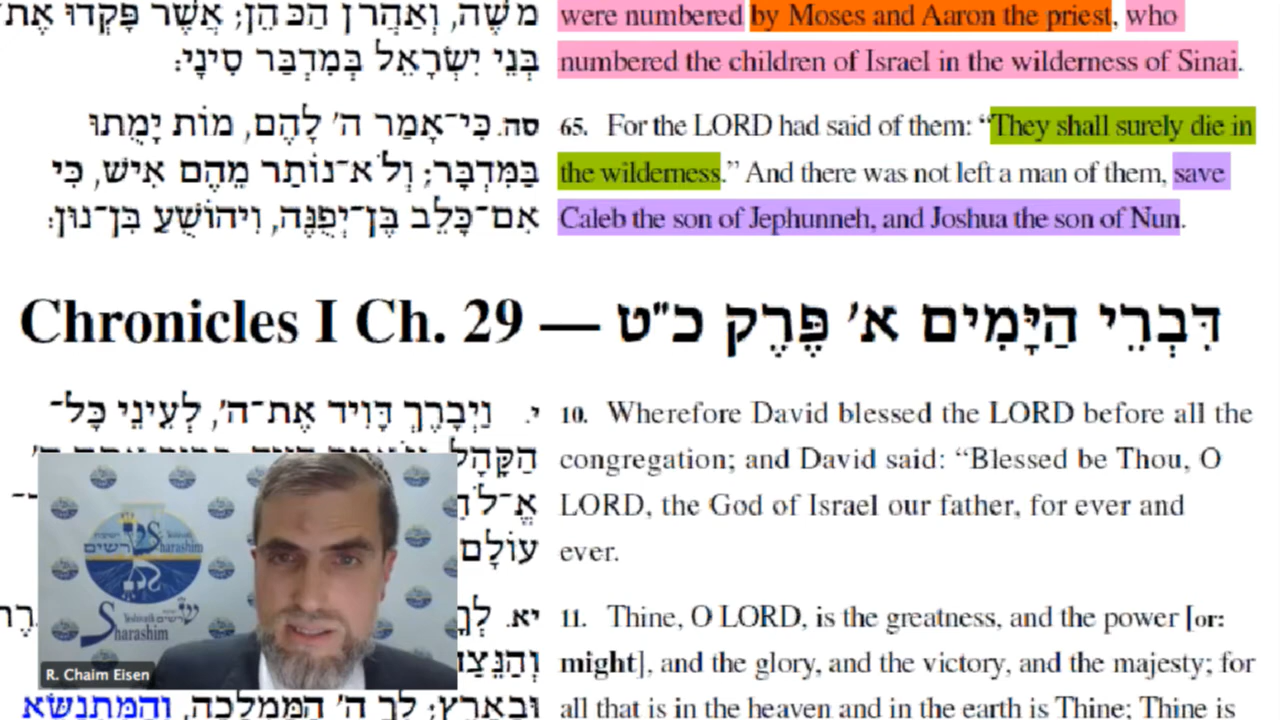 מֹשֶׁה, וְאַהֲרֹן הַכֹּהֵן; אֲשֶׁר פָּקְדוּ אֶת־
בְּנֵי יִשְׂרָאֵל בְּמִדְבַּר סִינָי:
סה. כִּי־אָמַר ה' לָהֶם, מוֹת יָמֻתוּ
בַּמִּדְבָּר; וְלֹא־נוֹתַר מֵהֶם אִישׁ, כִּי
אִם־כָּלֵב בֶּן־יְפֻנֶּה, וִיהוֹשֻׁעַ בִּן־נוּן:
were numbered by Moses and Aaron the priest, who
numbered the children of Israel in the wilderness of Sinai.
65. For the LORD had said of them: “They shall surely die in
the wilderness.” And there was not left a man of them, save
Caleb the son of Jephunneh, and Joshua the son of Nun.
Chronicles I Ch. 29 — דִּבְרֵי הַיָּמִים א' פֶּרֶק כ"ט
י. וַיְבָרֶךְ דָּוִיד אֶת־ה', לְעֵינֵי כָּל־
הַקָּהָל
עוֹלָם
יא.
וּבָאָרֶץ; לְךָ ה' הַמַּמְלָכָה, וְהַמִּתְנַשֵּׂא
10. Wherefore David blessed the LORD before all the
congregation; and David said: “Blessed be Thou, O
LORD, the God of Israel our father, for ever and
ever.
11. Thine, O LORD, is the greatness, and the power [or:
might], and the glory, and the victory, and the majesty; for
all that is in the heaven and in the earth is Thine; Thine is
Yeshivath
Sharashim
שרשים
Yeshivath
Sharashim
R. Chaim Eisen